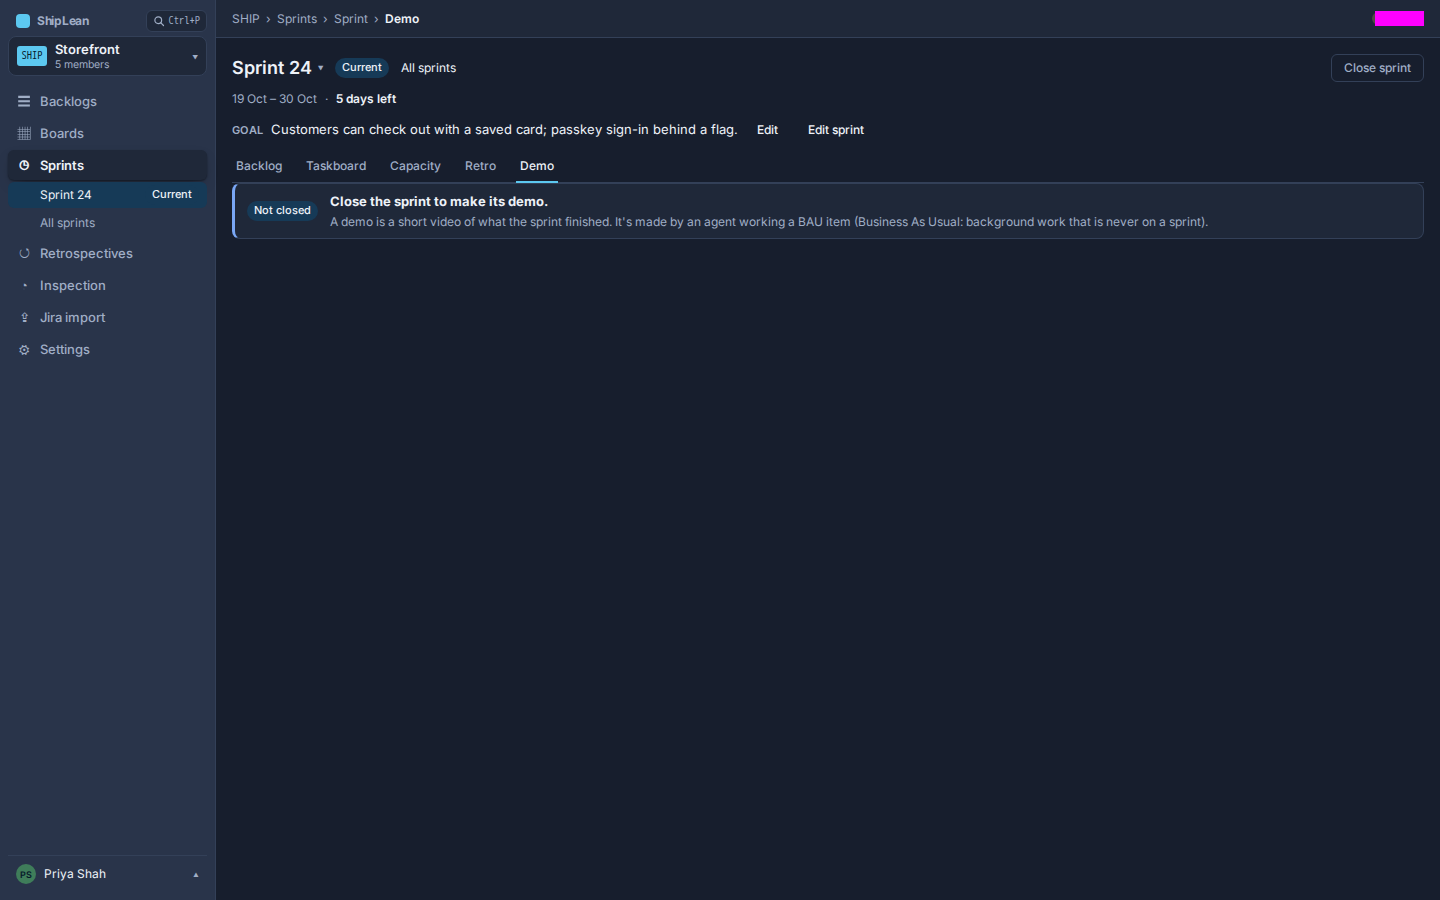 ShipLean
Ctrl+P
SHIP
Storefront
5 members
Backlogs
Boards
Sprints
Sprint 24
Current
All sprints
Retrospectives
Inspection
Jira import
Settings
PS
Priya Shah
SHIP › Sprints › Sprint › Demo
Sprint 24
Current
All sprints
Close sprint
19 Oct – 30 Oct · 5 days left
GOAL Customers can check out with a saved card; passkey sign-in behind a flag.
Edit
Edit sprint
Backlog
Taskboard
Capacity
Retro
Demo
Not closed
Close the sprint to make its demo.
A demo is a short video of what the sprint finished. It's made by an agent working a BAU item (Business As Usual: background work that is never on a sprint).